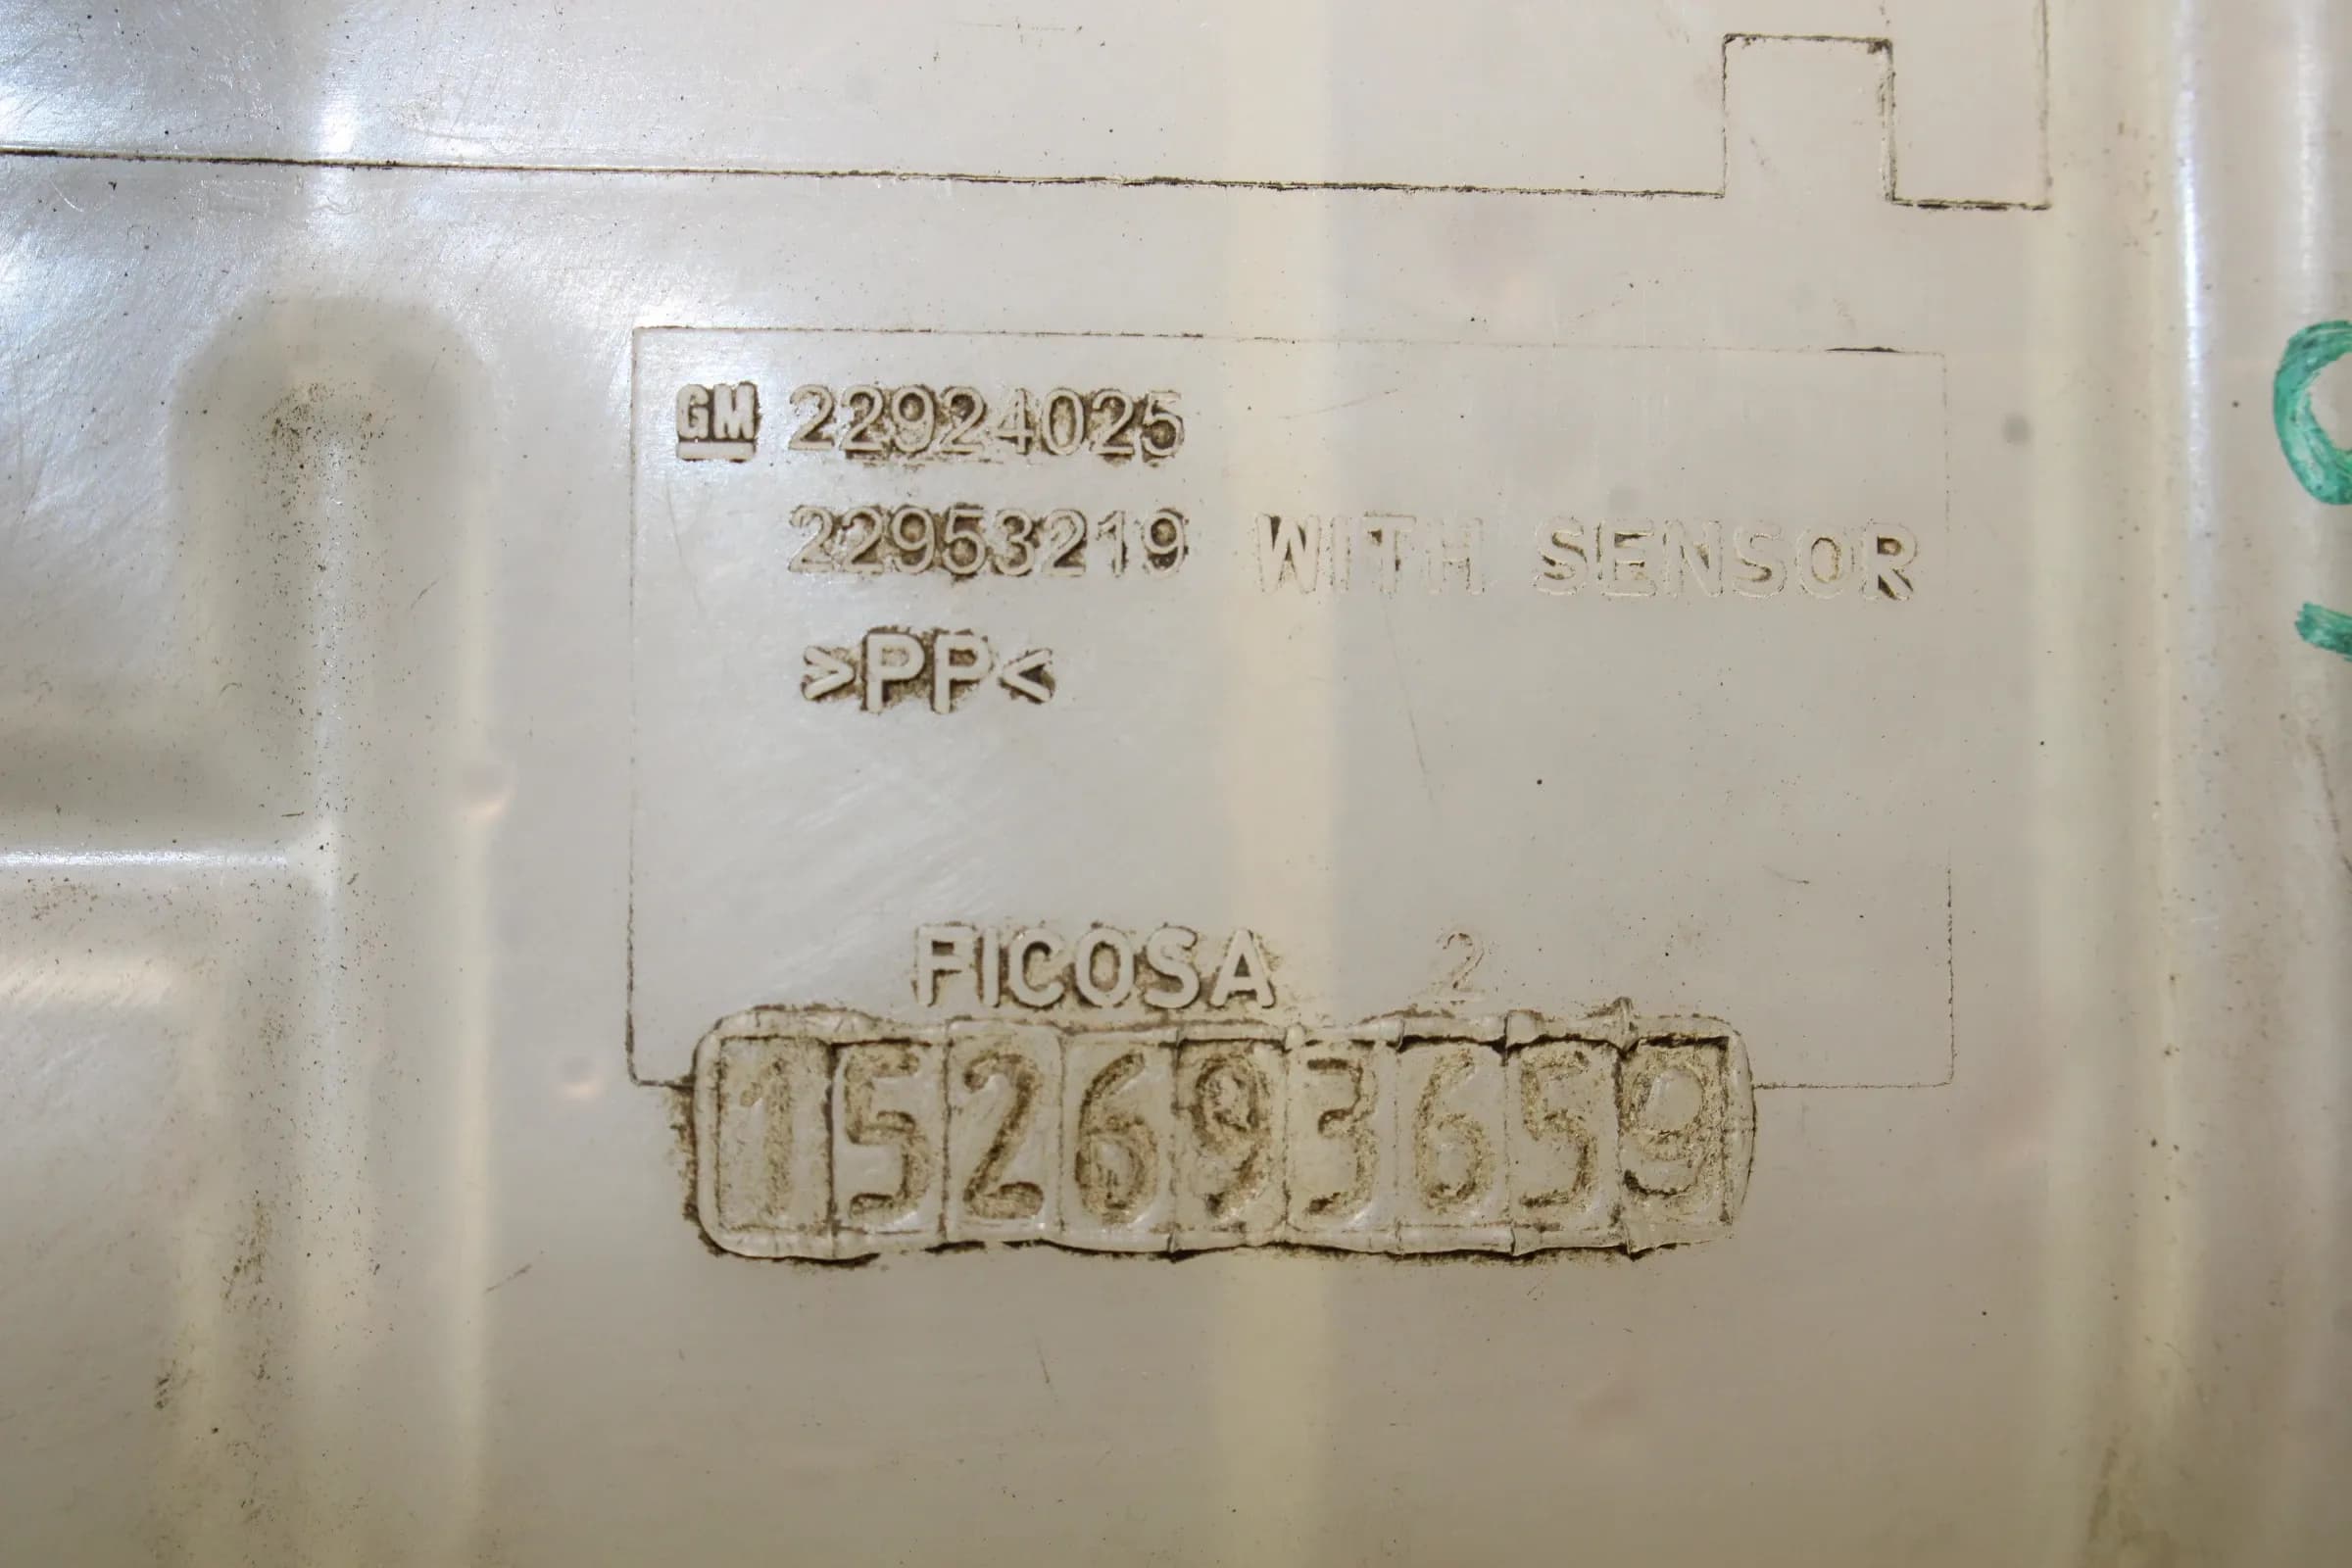 GM 22924025
22953219 WITH SENSOR
>PP<
FICOSA 2
152693659